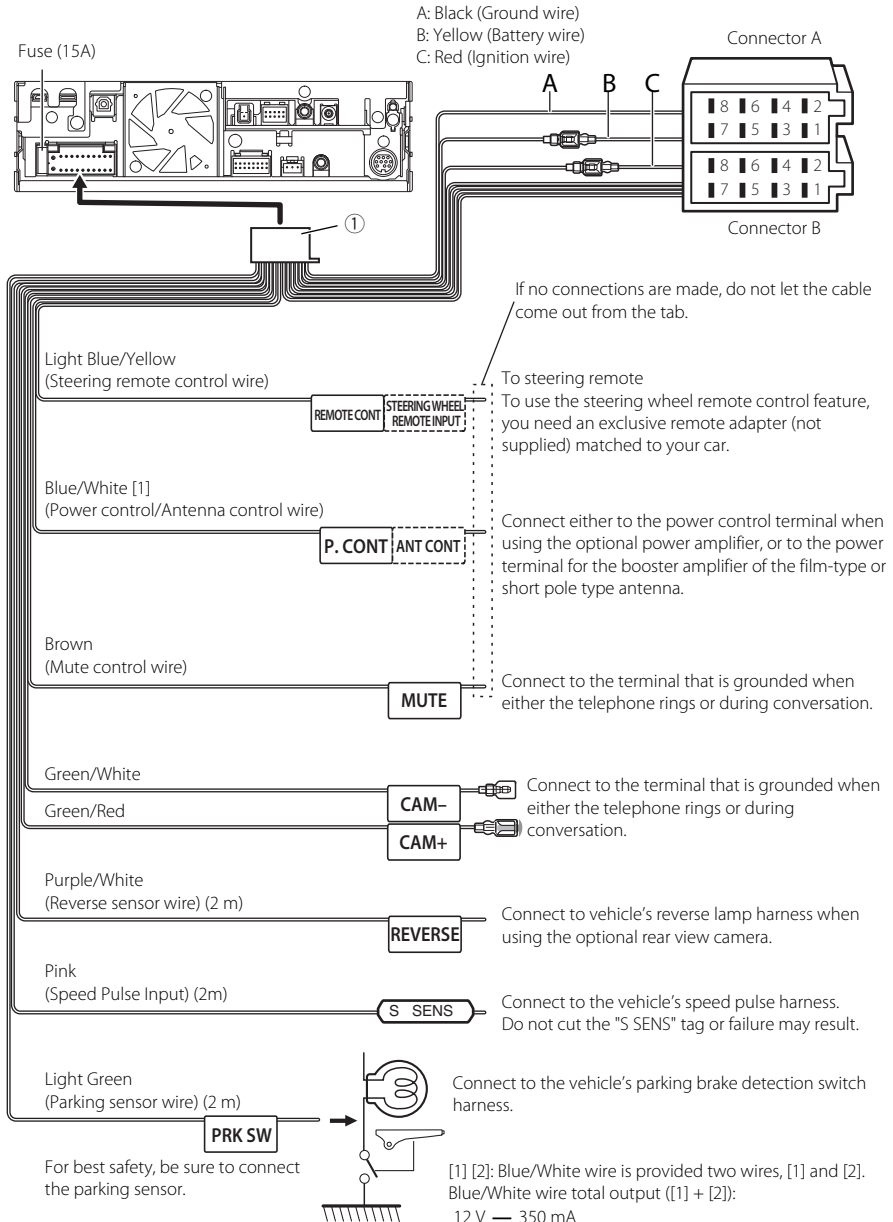 A: Black (Ground wire)
B: Yellow (Battery wire)
C: Red (Ignition wire)
Fuse (15A)
Connector A
A B C
8 6 4 2
7 5 3 1
8 6 4 2
7 5 3 1
Connector B
①
If no connections are made, do not let the cable
come out from the tab.
Light Blue/Yellow
(Steering remote control wire)
REMOTE CONT
STEERING WHEEL
REMOTE INPUT
To steering remote
To use the steering wheel remote control feature,
you need an exclusive remote adapter (not
supplied) matched to your car.
Blue/White [1]
(Power control/Antenna control wire)
P. CONT ANT CONT
Connect either to the power control terminal when
using the optional power amplifier, or to the power
terminal for the booster amplifier of the film-type or
short pole type antenna.
Brown
(Mute control wire)
MUTE
Connect to the terminal that is grounded when
either the telephone rings or during conversation.
Green/White
CAM–
Green/Red
CAM+
Connect to the terminal that is grounded when
either the telephone rings or during
conversation.
Purple/White
(Reverse sensor wire) (2 m)
REVERSE
Connect to vehicle's reverse lamp harness when
using the optional rear view camera.
Pink
(Speed Pulse Input) (2m)
S SENS
Connect to the vehicle's speed pulse harness.
Do not cut the "S SENS" tag or failure may result.
Light Green
(Parking sensor wire) (2 m)
PRK SW
Connect to the vehicle's parking brake detection switch
harness.
For best safety, be sure to connect
the parking sensor.
[1] [2]: Blue/White wire is provided two wires, [1] and [2].
Blue/White wire total output ([1] + [2]):
12 V — 350 mA